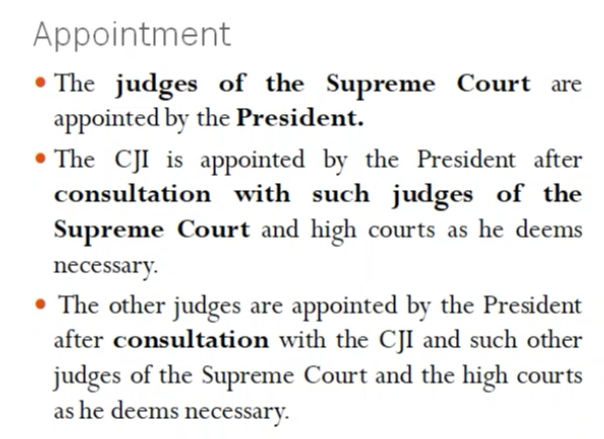 Appointment
• The judges of the Supreme Court are
appointed by the President.
• The CJI is appointed by the President after
consultation with such judges of the
Supreme Court and high courts as he deems
necessary.
• The other judges are appointed by the President
after consultation with the CJI and such other
judges of the Supreme Court and the high courts
as he deems necessary.